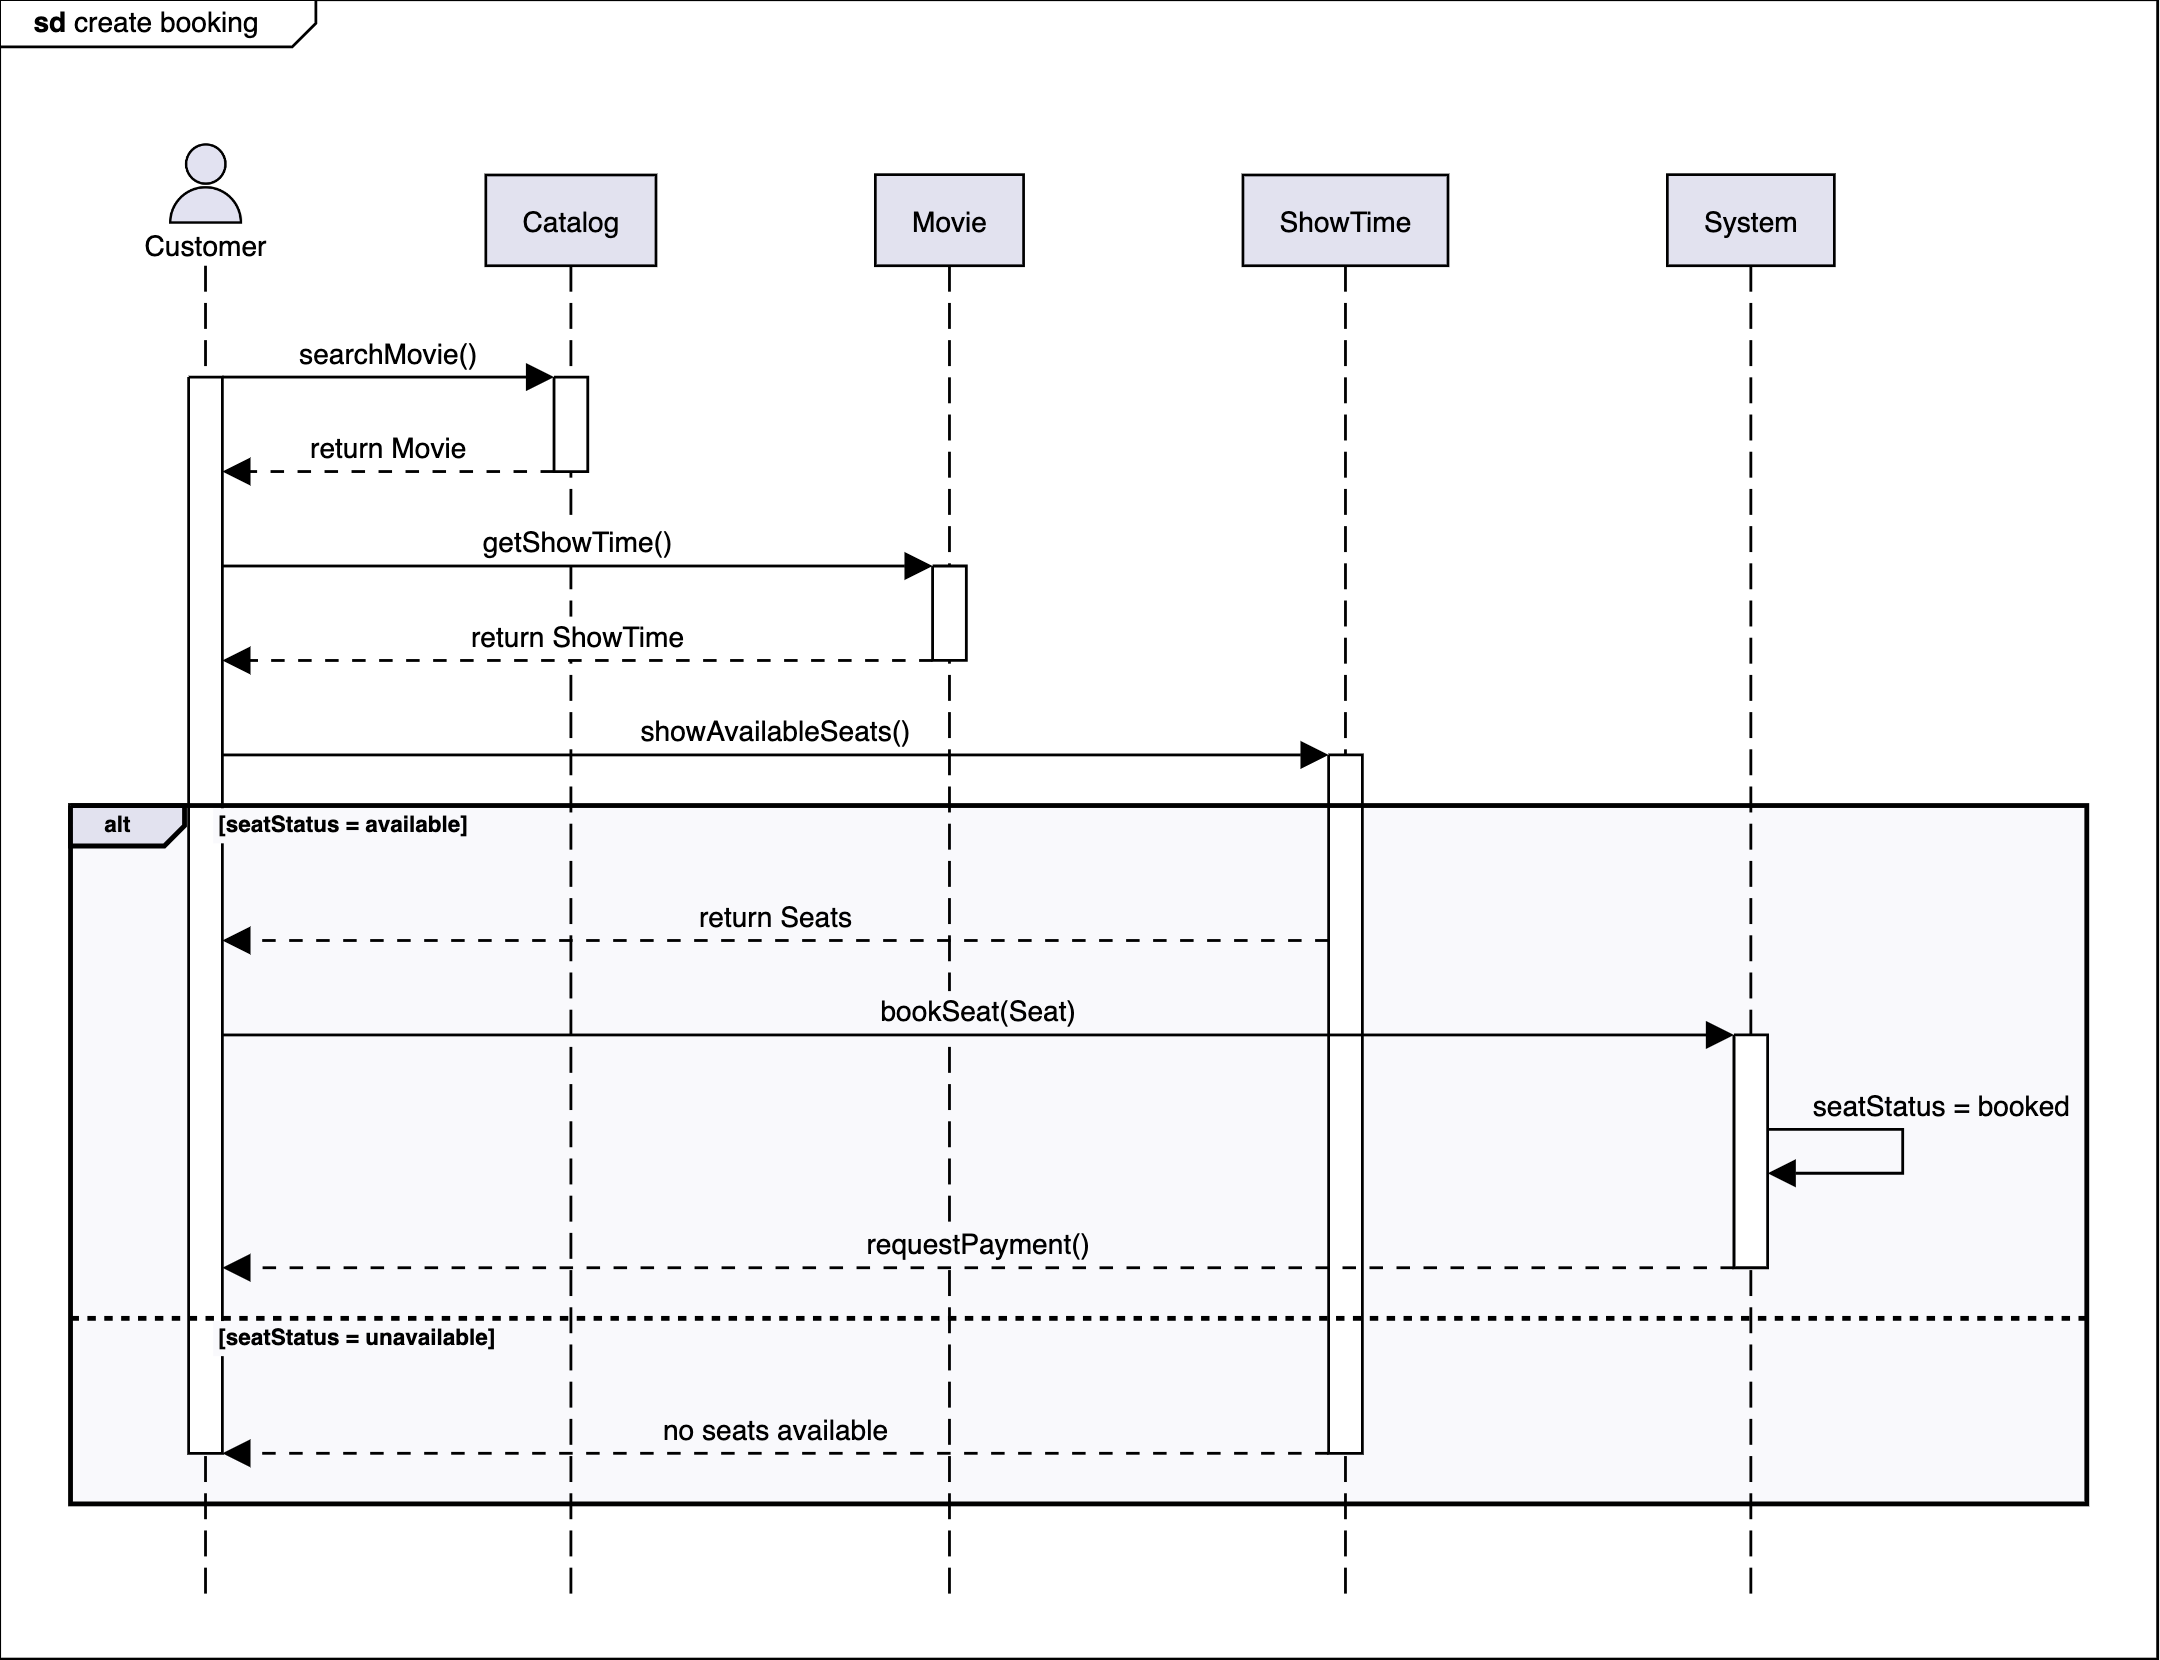 sd create booking
Customer
Catalog
Movie
ShowTime
System
searchMovie()
return Movie
getShowTime()
return ShowTime
showAvailableSeats()
alt
[seatStatus = available]
return Seats
bookSeat(Seat)
seatStatus = booked
requestPayment()
[seatStatus = unavailable]
no seats available